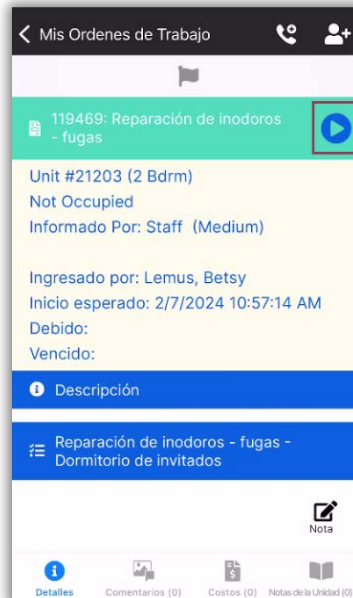 Mis Ordenes de Trabajo
119469: Reparación de inodoros
- fugas
Unit #21203 (2 Bdrm)
Not Occupied
Informado Por: Staff (Medium)
Ingresado por: Lemus, Betsy
Inicio esperado: 2/7/2024 10:57:14 AM
Debido:
Vencido:
Descripción
Reparación de inodoros - fugas -
Dormitorio de invitados
Nota
Detalles
Comentarios (0)
Costos (0)
Notas de la Unidad (0)